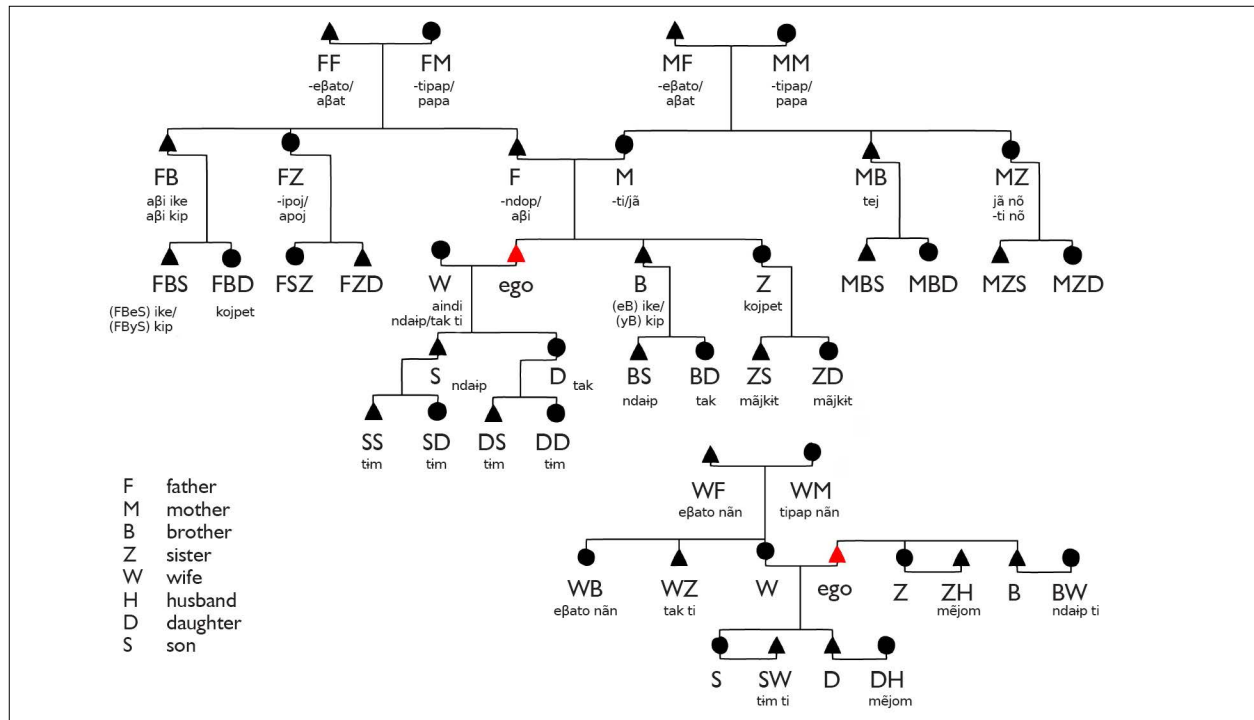 FF FM MF MM
-eβato/ -tipap/ -eβato/ -tipap/
aβat papa aβat papa
FB FZ F M MB MZ
aβi ike -ipoj/ -ndop/ -ti/jã tej jã nõ
aβi kip apoj aβi -ti nõ
FBS FBD FSZ FZD W ego B Z MBS MBD MZS MZD
(FBeS) ike/ kojpet aindi (eB) ike/ kojpet
(FByS) kip ndaɨp/tak ti (yB) kip
S ndaɨp D tak BS BD ZS ZD
ndaɨp tak mãjkɨt mãjkɨt
SS SD DS DD
tɨm tɨm tɨm tɨm
WF WM
eβato nãn tipap nãn
WB WZ W ego Z ZH B BW
eβato nãn tak ti mẽjom ndaɨp ti
S SW D DH
tɨm ti mẽjom
F father
M mother
B brother
Z sister
W wife
H husband
D daughter
S son